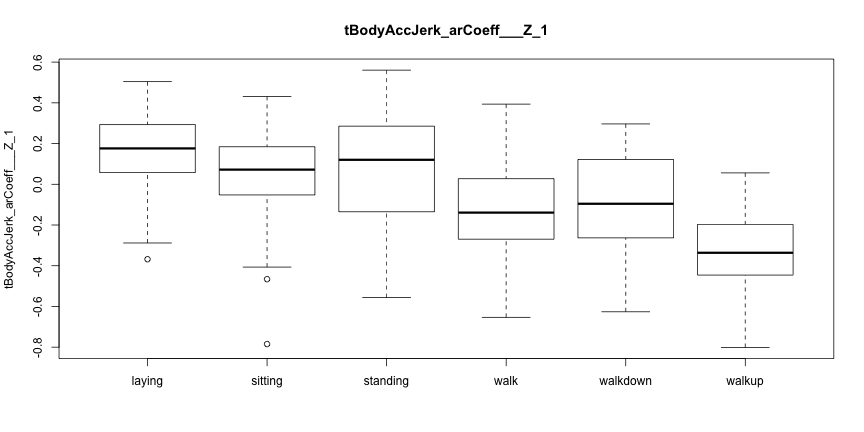 tBodyAccJerk_arCoeff___Z_1
tBodyAccJerk_arCoeff___Z_1
0.6
0.4
0.2
0.0
-0.2
-0.4
-0.6
-0.8
laying sitting standing walk walkdown walkup